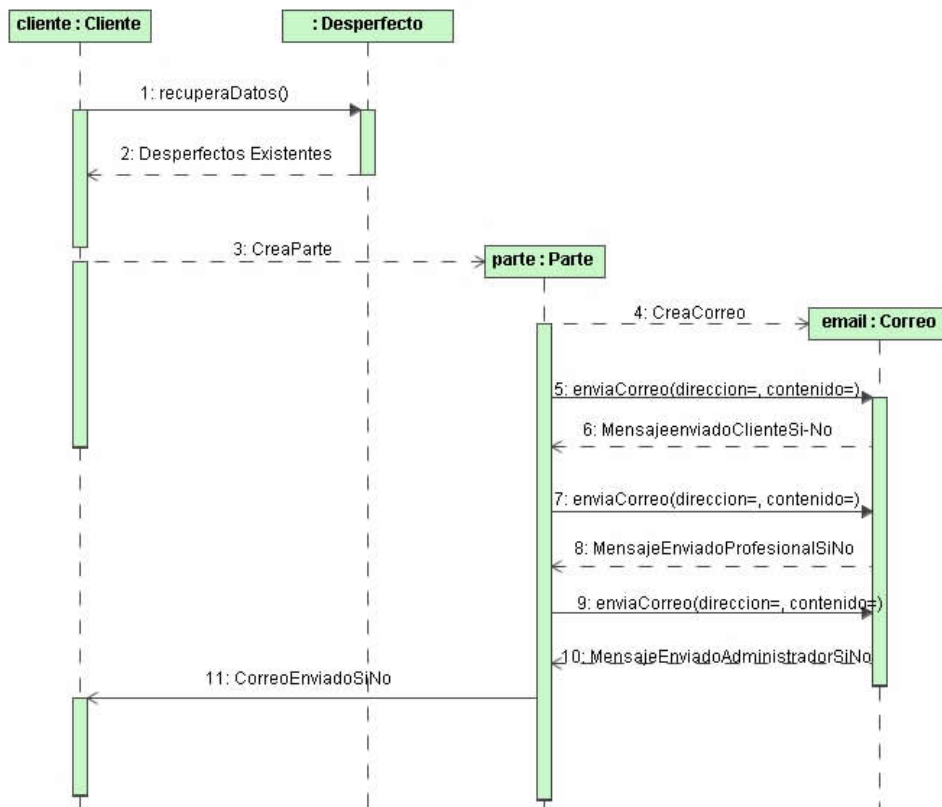 cliente : Cliente
: Desperfecto
1: recuperaDatos()
2: Desperfectos Existentes
3: CreaParte
parte : Parte
4: CreaCorreo
email : Correo
5: enviaCorreo(direccion=, contenido=)
6: MensajeenviadoClienteSi-No
7: enviaCorreo(direccion=, contenido=)
8: MensajeEnviadoProfesionalSiNo
9: enviaCorreo(direccion=, contenido=)
10: MensajeEnviadoAdministradorSiNo
11: CorreoEnviadoSiNo